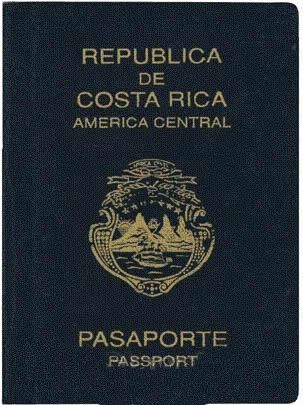 REPUBLICA
DE
COSTA RICA
AMERICA CENTRAL
PASAPORTE
PASSPORT